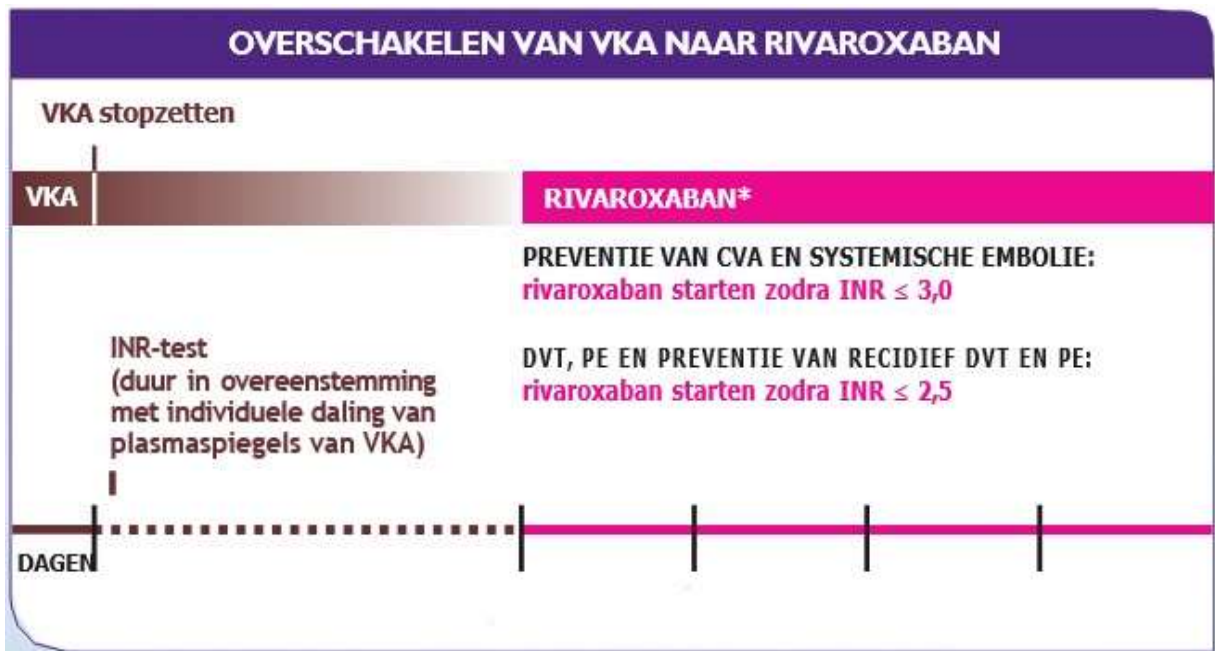 OVERSCHAKELEN VAN VKA NAAR RIVAROXABAN
VKA stopzetten
VKA
RIVAROXABAN*
PREVENTIE VAN CVA EN SYSTEMISCHE EMBOLIE:
rivaroxaban starten zodra INR ≤ 3,0
INR-test
(duur in overeenstemming
met individuele daling van
plasmaspiegels van VKA)
DVT, PE EN PREVENTIE VAN RECIDIEF DVT EN PE:
rivaroxaban starten zodra INR ≤ 2,5
DAGEN